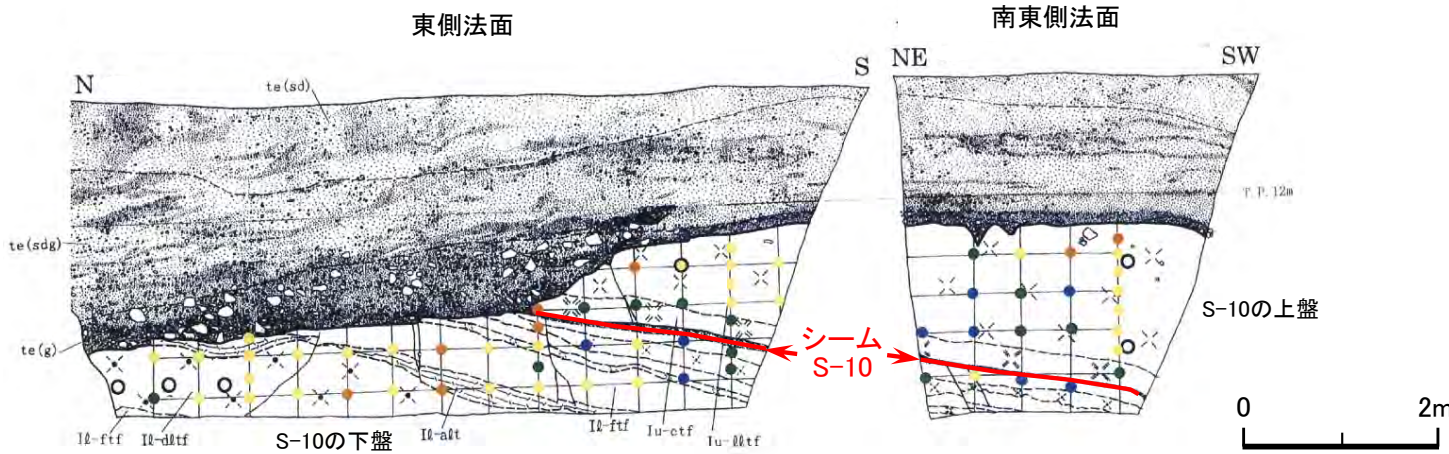 東側法面
南東側法面
N
S
NE
SW
te(sd)
T.P.12m
te(sdg)
te(g)
シーム
S-10
S-10の上盤
0
2m
Iℓ-ftf
Iℓ-dℓtf
S-10の下盤
Iℓ-alt
Iℓ-ftf
Iu-ctf
Iu-ℓℓtf